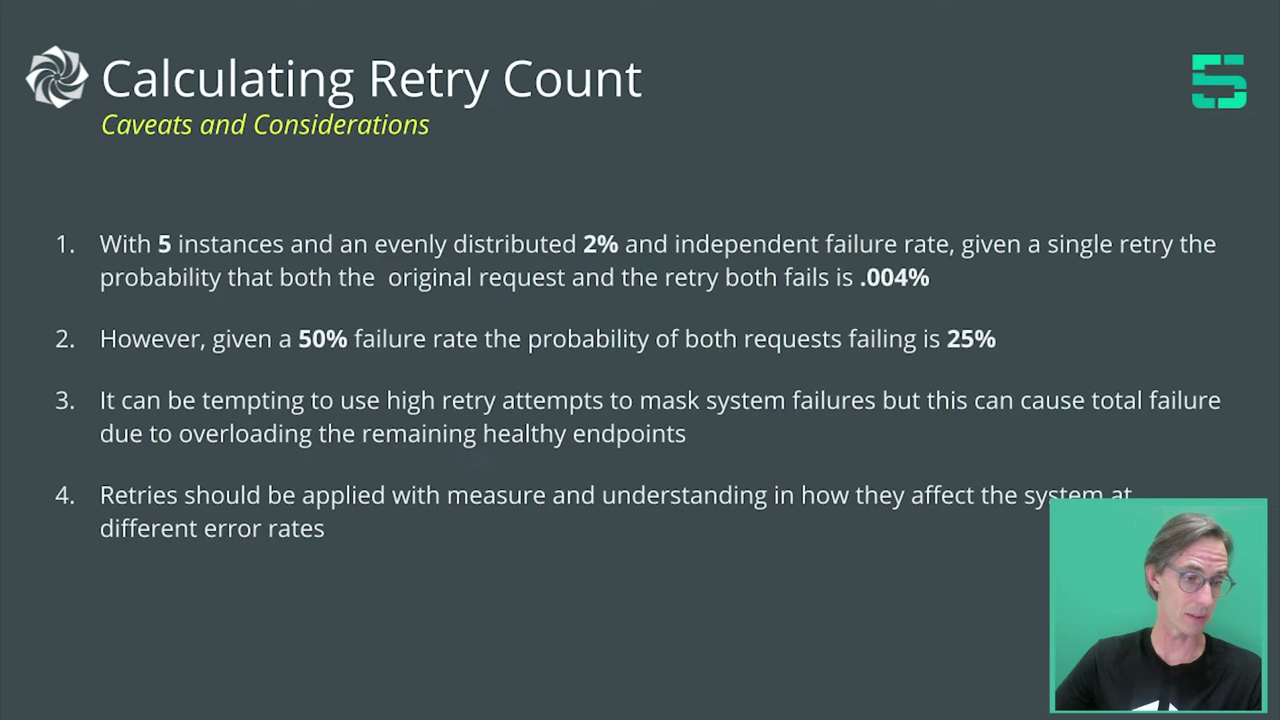 Calculating Retry Count
Caveats and Considerations
5
1. With 5 instances and an evenly distributed 2% and independent failure rate, given a single retry the
probability that both the original request and the retry both fails is .004%
2. However, given a 50% failure rate the probability of both requests failing is 25%
3. It can be tempting to use high retry attempts to mask system failures but this can cause total failure
due to overloading the remaining healthy endpoints
4. Retries should be applied with measure and understanding in how they affect the system at
different error rates